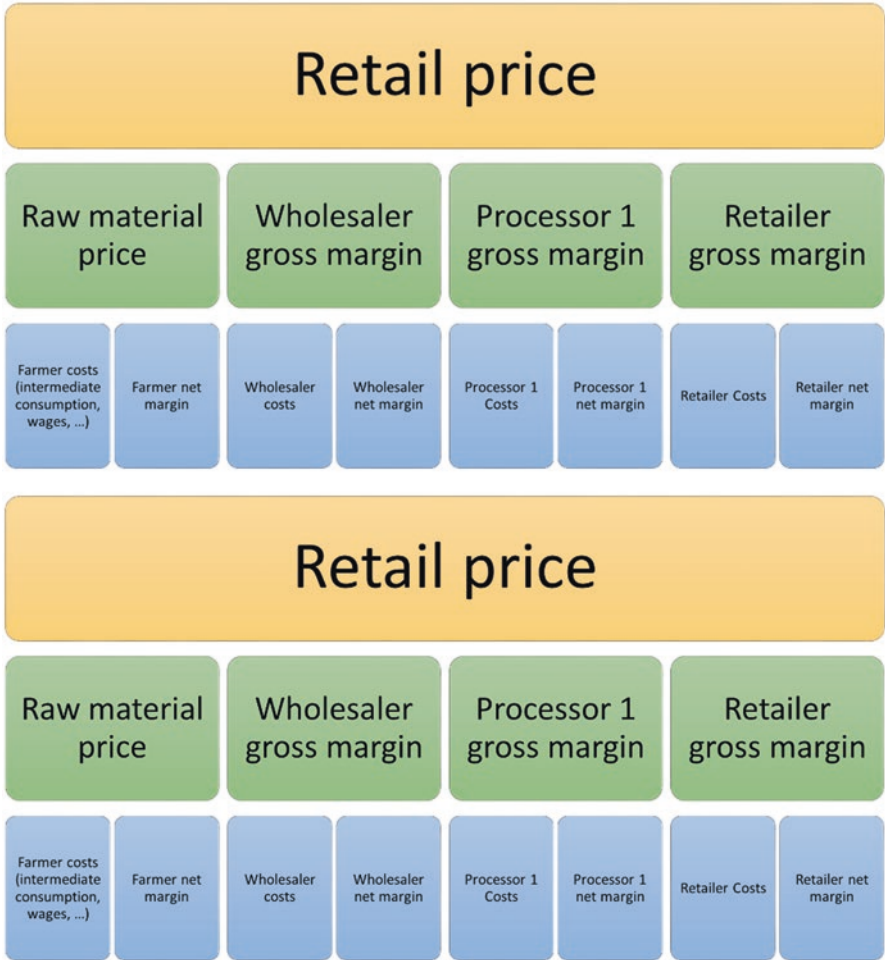 Retail price
Raw material
price
Wholesaler
gross margin
Processor 1
gross margin
Retailer
gross margin
Farmer costs
(intermediate
consumption,
wages, ...)
Farmer net
margin
Wholesaler
costs
Wholesaler
net margin
Processor 1
Costs
Processor 1
net margin
Retailer Costs
Retailer net
margin
Retail price
Raw material
price
Wholesaler
gross margin
Processor 1
gross margin
Retailer
gross margin
Farmer costs
(intermediate
consumption,
wages, ...)
Farmer net
margin
Wholesaler
costs
Wholesaler
net margin
Processor 1
Costs
Processor 1
net margin
Retailer Costs
Retailer net
margin